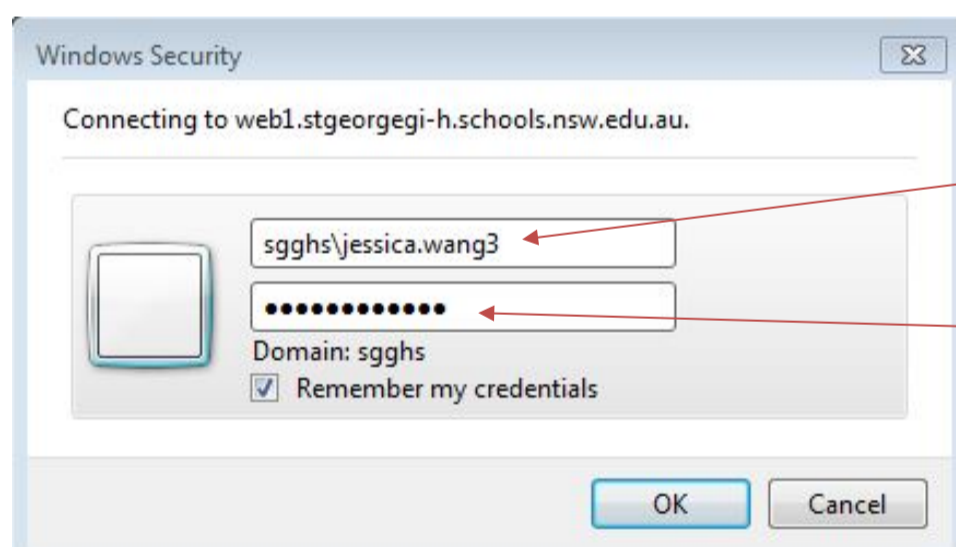 Windows Security
Connecting to web1.stgeorgegi-h.schools.nsw.edu.au.
sgghs\jessica.wang3
●●●●●●●●●●●●
Domain: sgghs
Remember my credentials
OK
Cancel